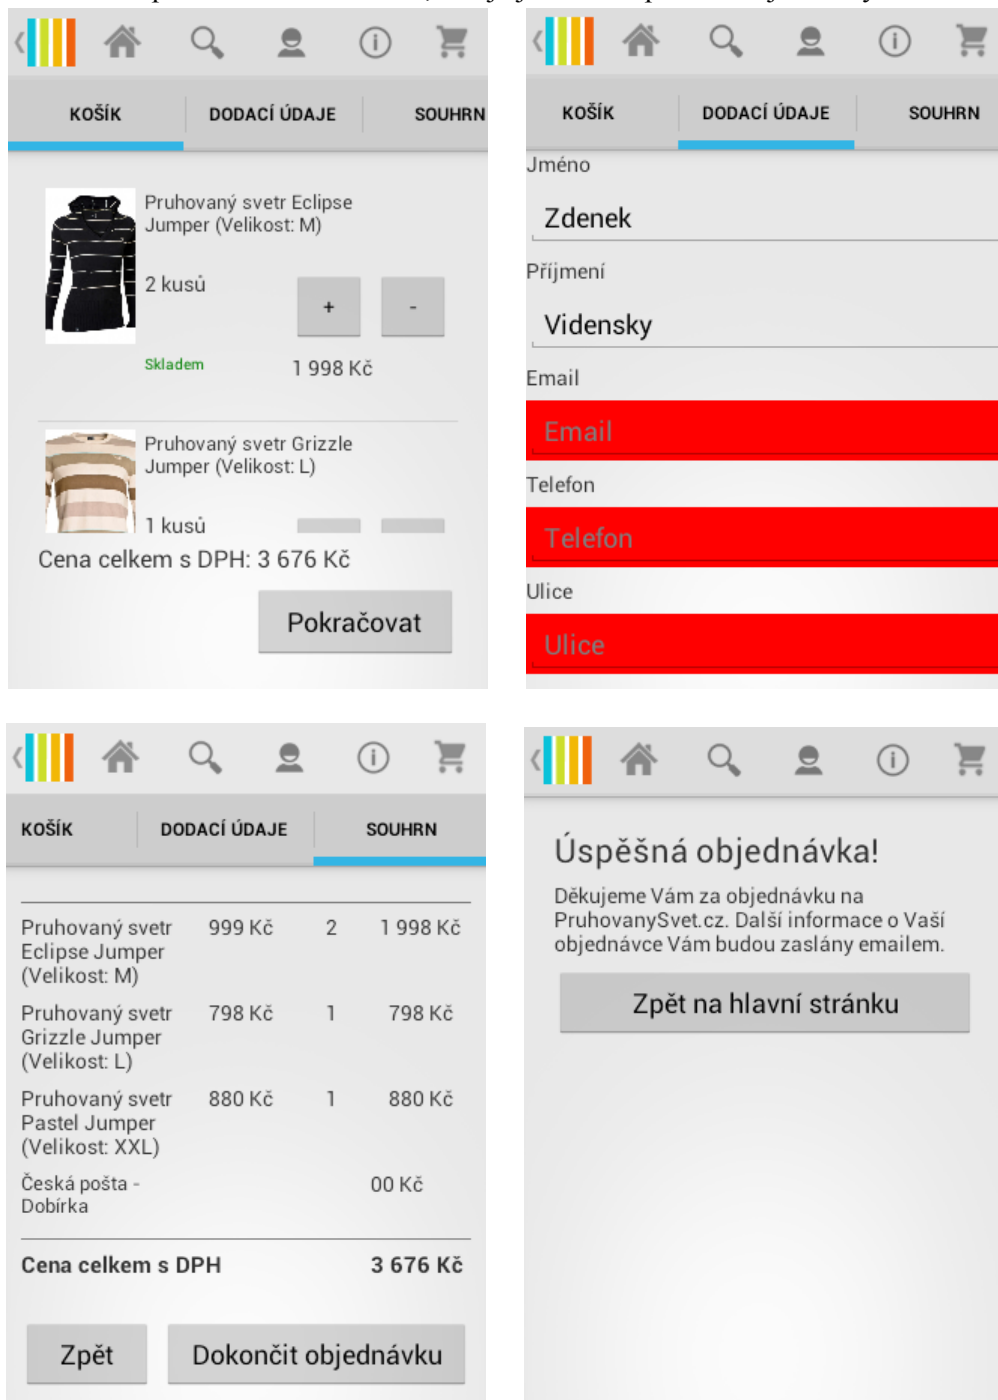 KOŠÍK DODACÍ ÚDAJE SOUHRN
Pruhovaný svetr Eclipse
Jumper (Velikost: M)
2 kusů
+ -
Skladem 1 998 Kč
Pruhovaný svetr Grizzle
Jumper (Velikost: L)
1 kusů
Cena celkem s DPH: 3 676 Kč
Pokračovat
KOŠÍK DODACÍ ÚDAJE SOUHRN
Jméno
Zdenek
Příjmení
Vidensky
Email
Email
Telefon
Telefon
Ulice
Ulice
KOŠÍK DODACÍ ÚDAJE SOUHRN
Pruhovaný svetr 999 Kč 2 1 998 Kč
Eclipse Jumper
(Velikost: M)
Pruhovaný svetr 798 Kč 1 798 Kč
Grizzle Jumper
(Velikost: L)
Pruhovaný svetr 880 Kč 1 880 Kč
Pastel Jumper
(Velikost: XXL)
Česká pošta - 00 Kč
Dobírka
Cena celkem s DPH 3 676 Kč
Zpět Dokončit objednávku
Úspěšná objednávka!
Děkujeme Vám za objednávku na
PruhovanySvet.cz. Další informace o Vaší
objednávce Vám budou zaslány emailem.
Zpět na hlavní stránku